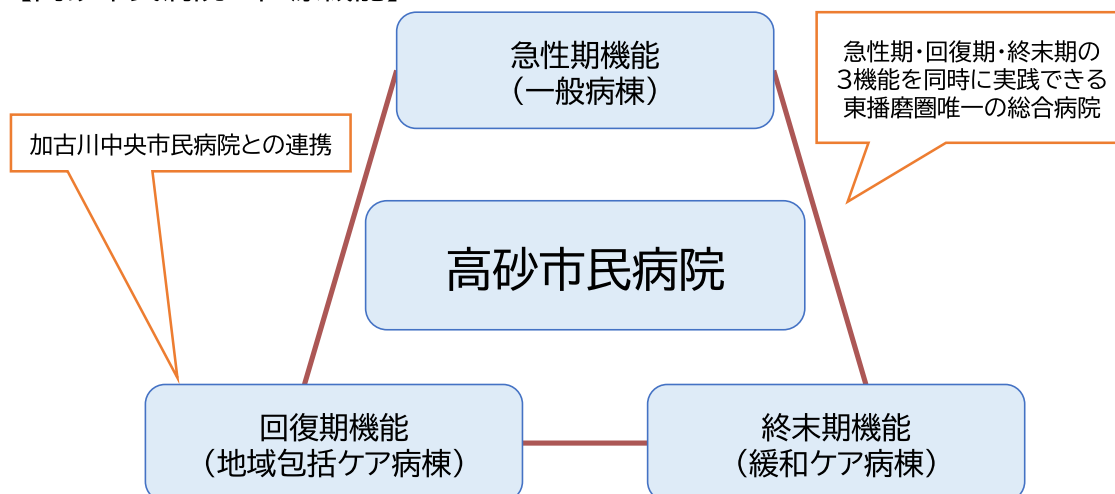 急性期機能
（一般病棟）
急性期・回復期・終末期の
3機能を同時に実践できる
東播磨圏唯一の総合病院
加古川中央市民病院との連携
高砂市民病院
回復期機能
（地域包括ケア病棟）
終末期機能
（緩和ケア病棟）